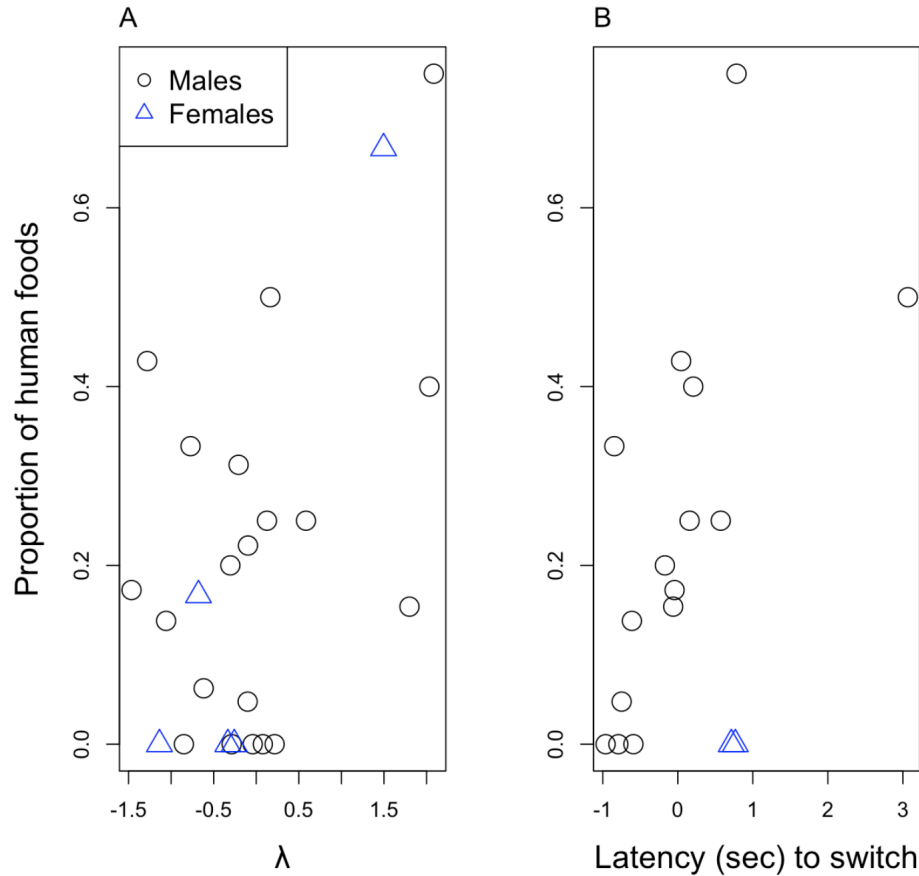 A
B
Males
Females
Proportion of human foods
0.0
0.2
0.4
0.6
-1.5
-0.5
0.5
1.5
λ
0.0
0.2
0.4
0.6
-1
0
1
2
3
Latency (sec) to switch